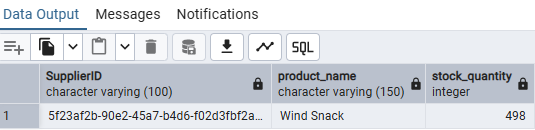 Data Output Messages Notifications
SQL
SupplierID product_name stock_quantity
character varying (100) character varying (150) integer
1 5f23af2b-90e2-45a7-b4d6-f02d3fbf2a... Wind Snack 498